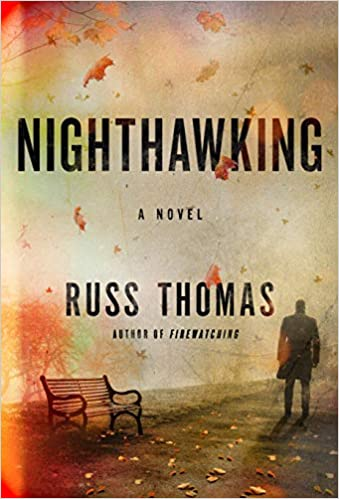 NIGHTHAWKING
A NOVEL
RUSS THOMAS
AUTHOR OF FIREWATCHING